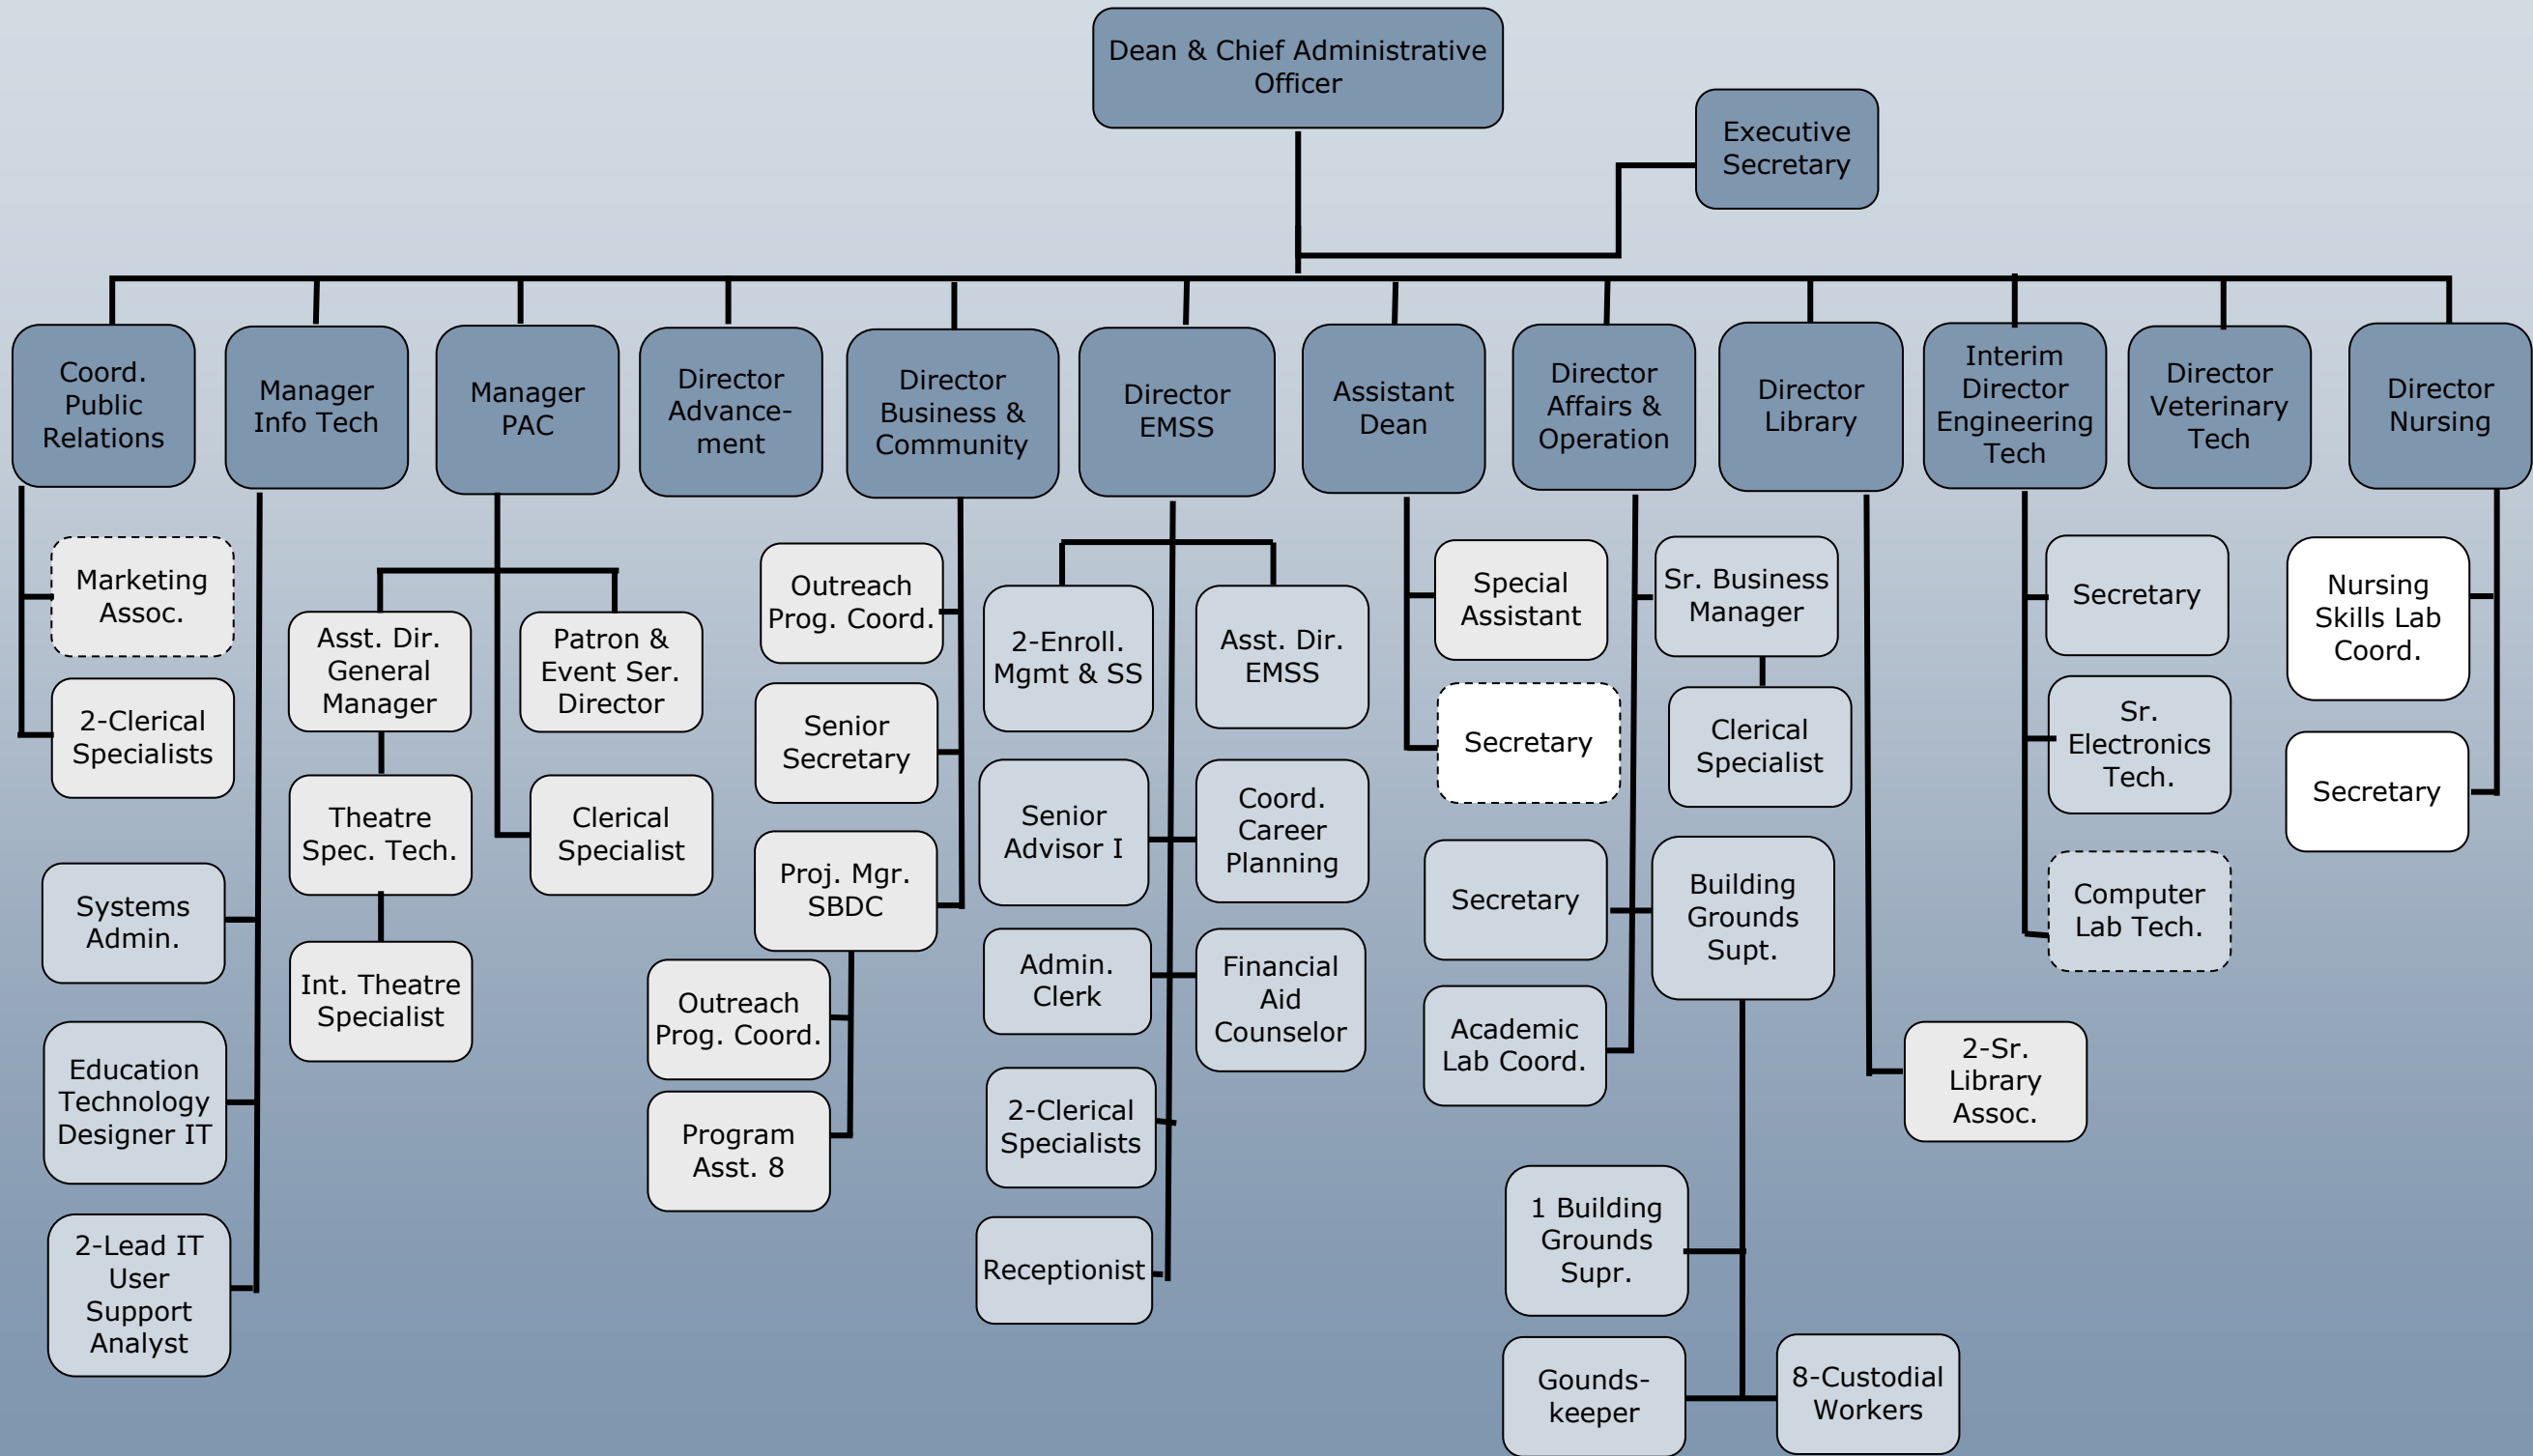 Dean & Chief Administrative
Officer
Executive
Secretary
Coord.
Public
Relations
Manager
Info Tech
Manager
PAC
Director
Advance-
ment
Director
Business &
Community
Director
EMSS
Assistant
Dean
Director
Affairs &
Operation
Director
Library
Interim
Director
Engineering
Tech
Director
Veterinary
Tech
Director
Nursing
Marketing
Assoc.
2-Clerical
Specialists
Systems
Admin.
Education
Technology
Designer IT
2-Lead IT
User
Support
Analyst
Asst. Dir.
General
Manager
Patron &
Event Ser.
Director
Theatre
Spec. Tech.
Clerical
Specialist
Int. Theatre
Specialist
Outreach
Prog. Coord.
Senior
Secretary
Proj. Mgr.
SBDC
Outreach
Prog. Coord.
Program
Asst. 8
2-Enroll.
Mgmt & SS
Asst. Dir.
EMSS
Senior
Advisor I
Coord.
Career
Planning
Admin.
Clerk
Financial
Aid
Counselor
2-Clerical
Specialists
Receptionist
Special
Assistant
Secretary
Sr. Business
Manager
Clerical
Specialist
Secretary
Building
Grounds
Supt.
Academic
Lab Coord.
1 Building
Grounds
Supr.
Gounds-
keeper
8-Custodial
Workers
2-Sr.
Library
Assoc.
Secretary
Sr.
Electronics
Tech.
Computer
Lab Tech.
Nursing
Skills Lab
Coord.
Secretary